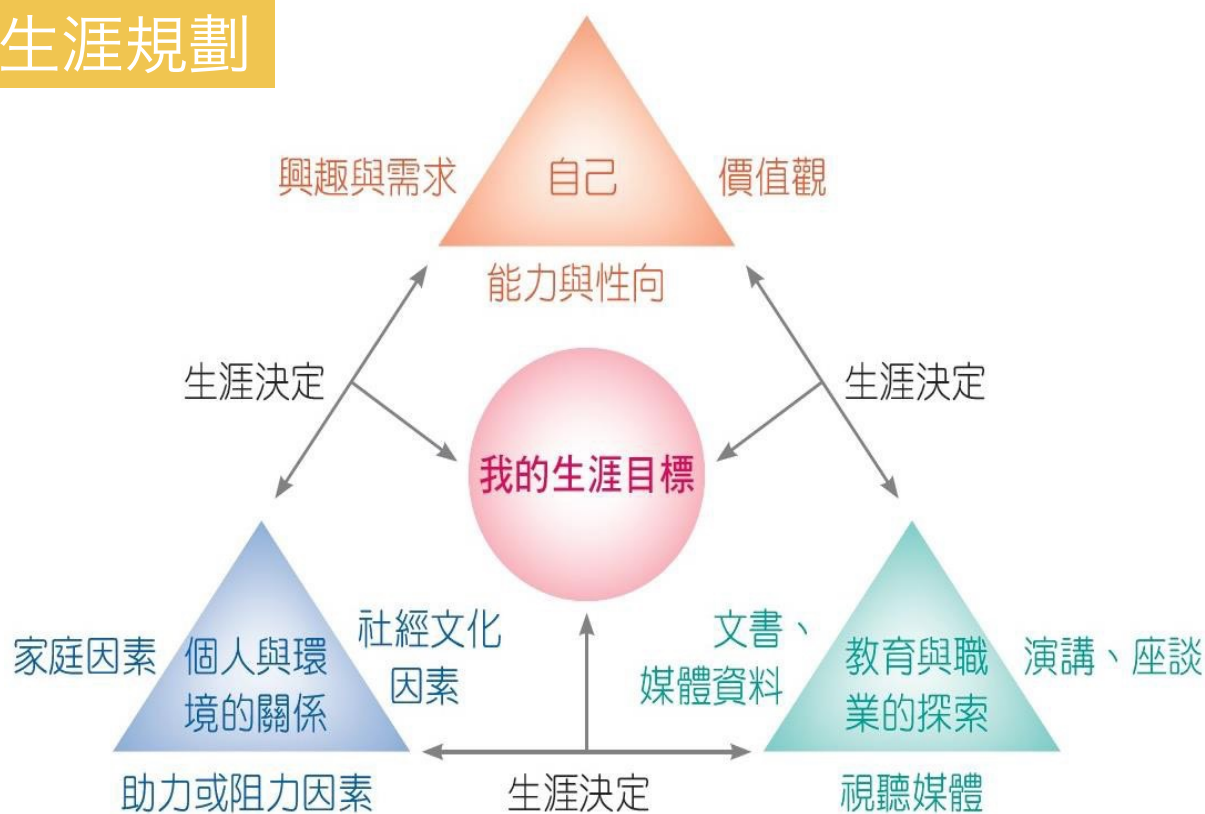 生涯規劃
興趣與需求
自己
價值觀
能力與性向
生涯決定
生涯決定
我的生涯目標
家庭因素
個人與環
境的關係
社經文化
因素
助力或阻力因素
生涯決定
文書、
媒體資料
教育與職
業的探索
演講、座談
視聽媒體